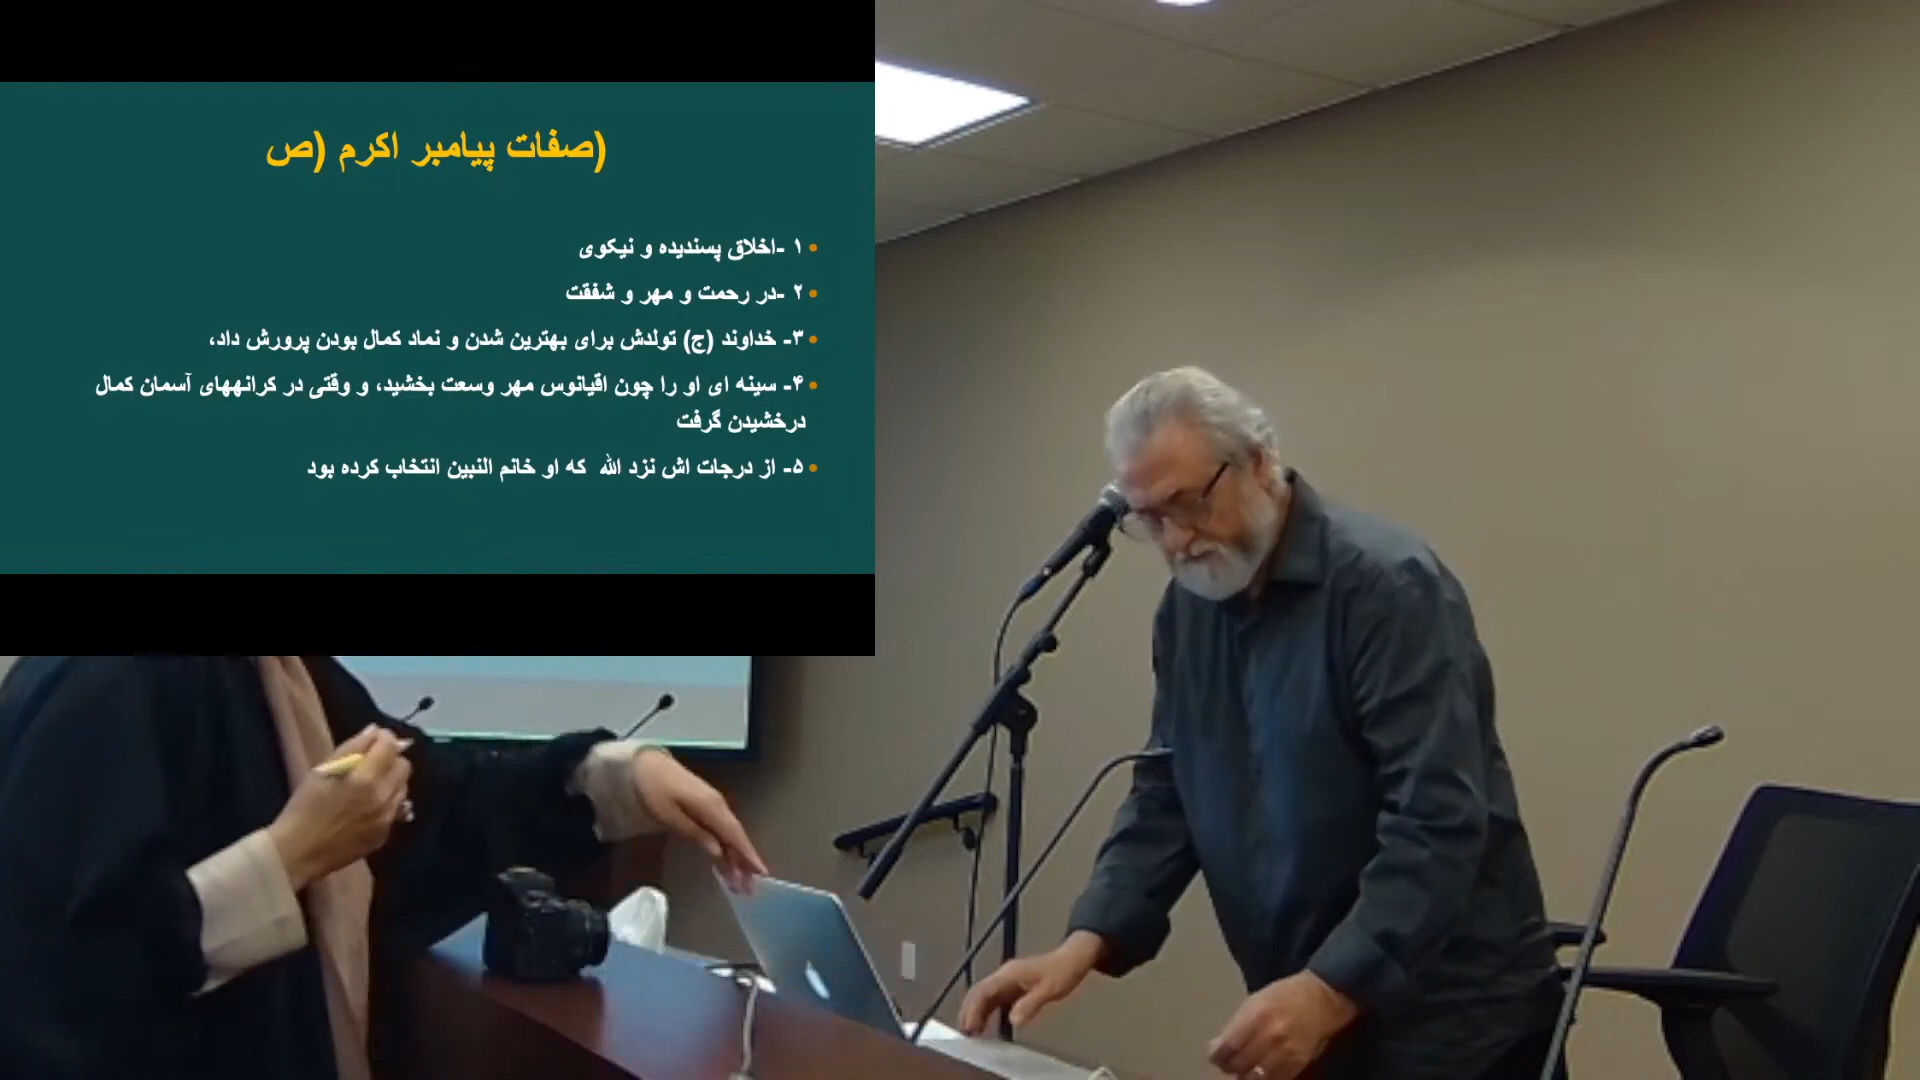 (صفات پیامبر اکرم (ص
۱ -اخلاق پسندیده و نیکوی
۲ -در رحمت و مهر و شفقت
۳- خداوند (ج) تولدش برای بهترین شدن و نماد کمال بودن پرورش داد،
۴- سینه ای او را چون اقیانوس مهر وسعت بخشید، و وقتی در کرانههای آسمان کمال
درخشیدن گرفت
۵- از درجات اش نزد الله که او خانم النبین انتخاب کرده بود